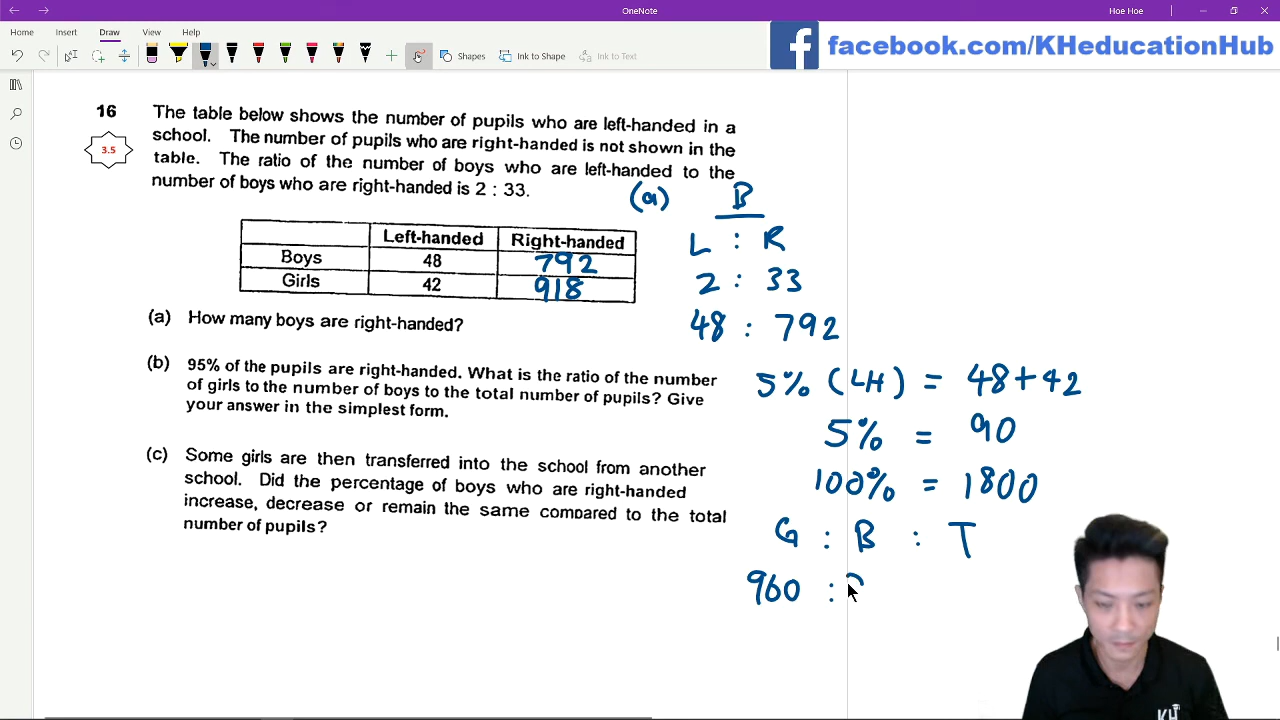 OneNote
Hoe Hoe
Home Insert Draw View Help
Shapes Ink to Shape Ink to Text
facebook.com/KHeducationHub
16 The table below shows the number of pupils who are left-handed in a
school. The number of pupils who are right-handed is not shown in the
table. The ratio of the number of boys who are left-handed to the
number of boys who are right-handed is 2 : 33.
3.5
Left-handed Right-handed
Boys 48 792
Girls 42 918
(a) How many boys are right-handed?
(b) 95% of the pupils are right-handed. What is the ratio of the number
of girls to the number of boys to the total number of pupils? Give
your answer in the simplest form.
(c) Some girls are then transferred into the school from another
school. Did the percentage of boys who are right-handed
increase, decrease or remain the same compared to the total
number of pupils?
(a) B
L : R
2 : 33
48 : 792
5% (LH) = 48+42
5% = 90
100% = 1800
G : B : T
960 :
KH